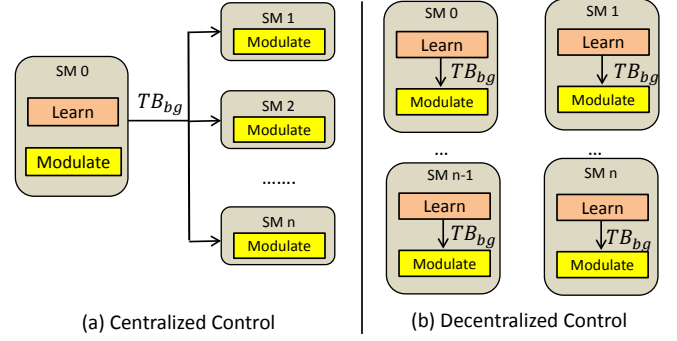 SM 0
Learn
Modulate
TB_bg
SM 1
Modulate
SM 2
Modulate
.......
SM n
Modulate
(a) Centralized Control
SM 0
Learn
TB_bg
Modulate
SM 1
Learn
TB_bg
Modulate
...
...
SM n-1
Learn
TB_bg
Modulate
SM n
Learn
TB_bg
Modulate
(b) Decentralized Control